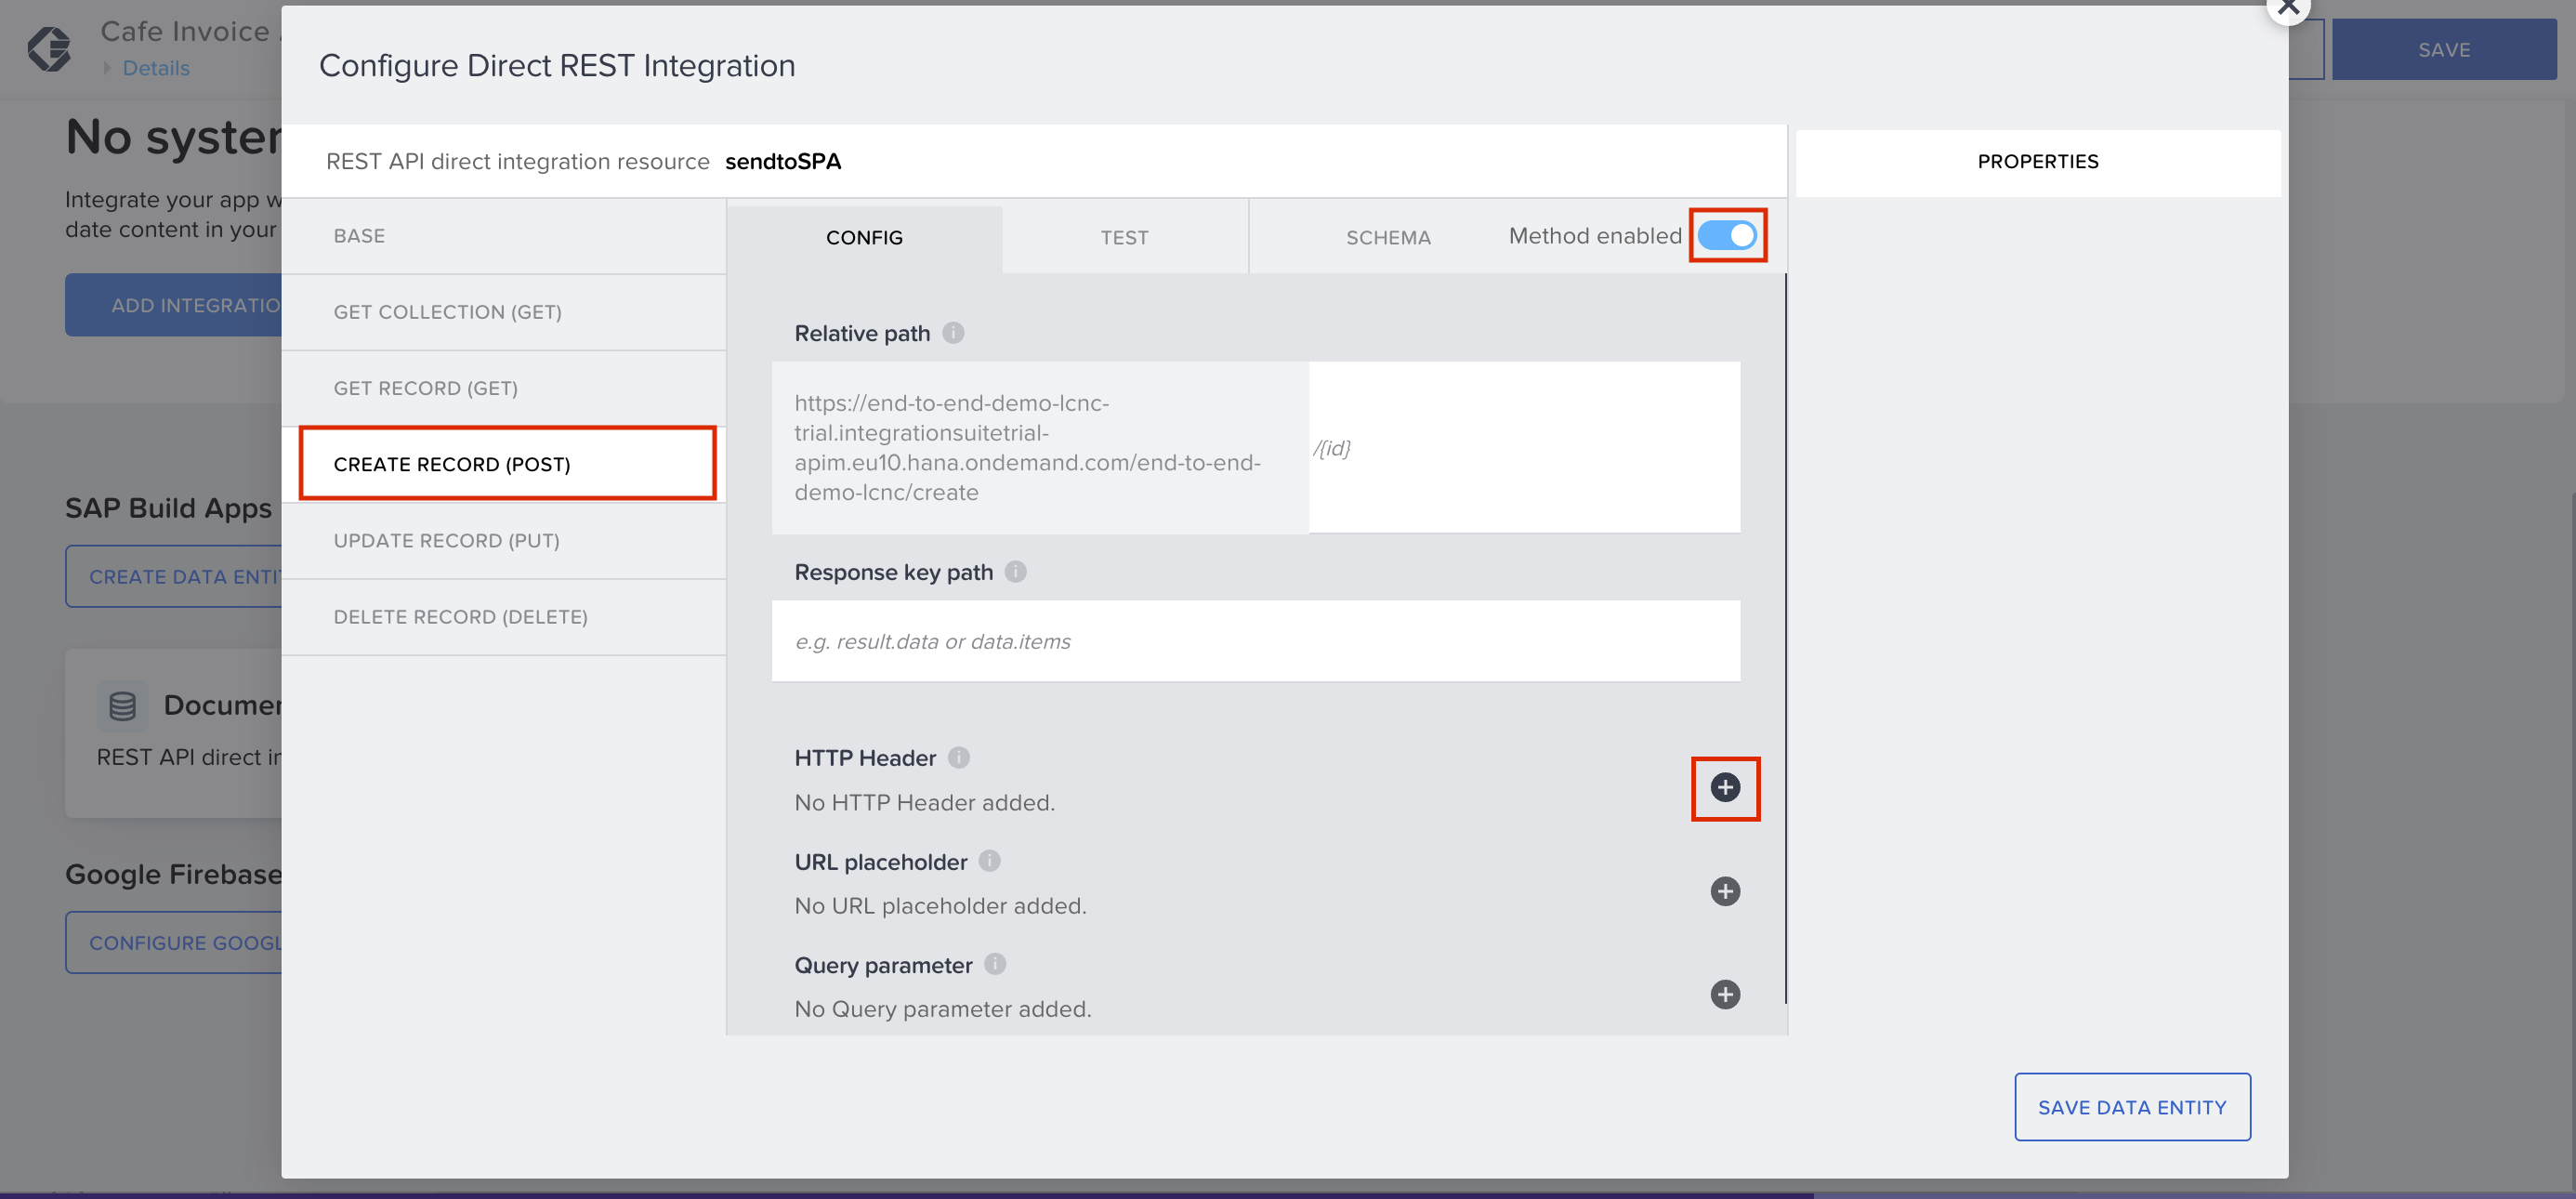 Cafe Invoice
Details
SAVE
No system
Integrate your app w
date content in your
ADD INTEGRATIO
SAP Build Apps
CREATE DATA ENTI
Documen
REST API direct in
Google Firebase
CONFIGURE GOOGL
Configure Direct REST Integration
REST API direct integration resource sendtoSPA
PROPERTIES
BASE
GET COLLECTION (GET)
GET RECORD (GET)
CREATE RECORD (POST)
UPDATE RECORD (PUT)
DELETE RECORD (DELETE)
CONFIG
TEST
SCHEMA
Method enabled
Relative path
https://end-to-end-demo-lcnc-
trial.integrationsuitetrial-
apim.eu10.hana.ondemand.com/end-to-end-
demo-lcnc/create
/{id}
Response key path
e.g. result.data or data.items
HTTP Header
No HTTP Header added.
URL placeholder
No URL placeholder added.
Query parameter
No Query parameter added.
SAVE DATA ENTITY